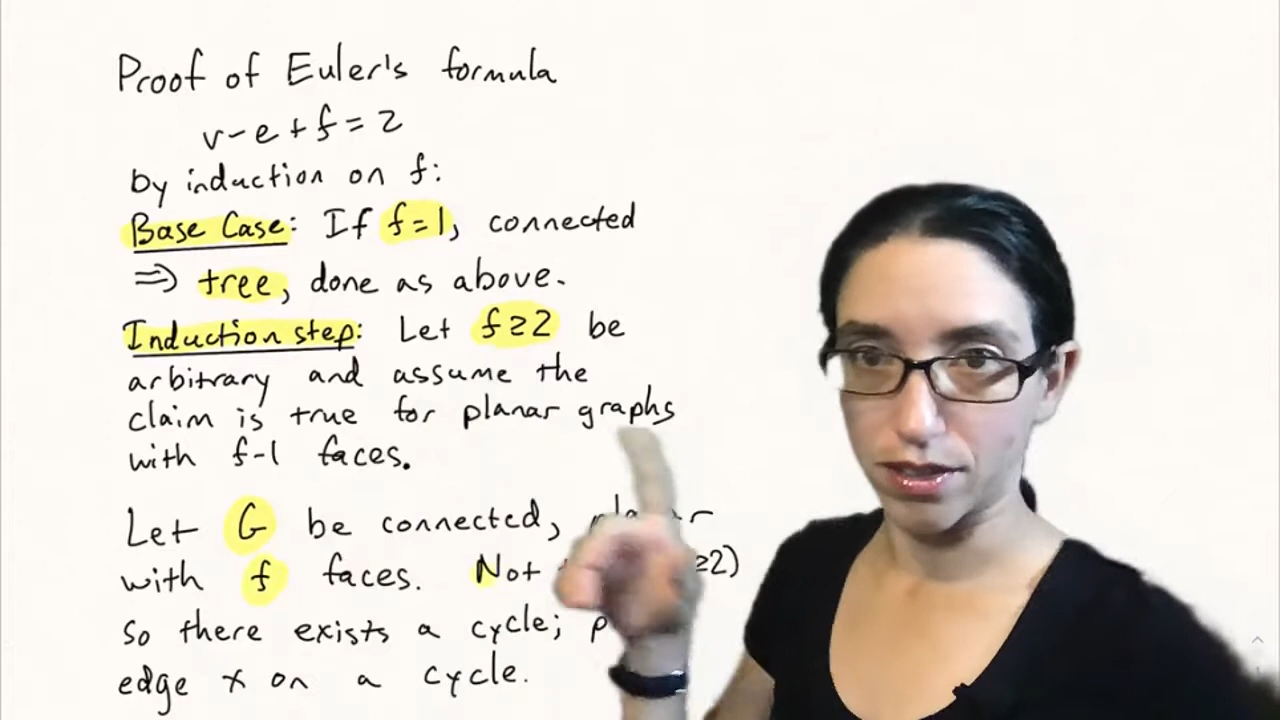 Proof of Euler's formula
v-e+f=2
by induction on f:
Base Case: If f=1, connected
⇒ tree, done as above.
Induction step: Let f≥2 be
arbitrary and assume the
claim is true for planar graphs
with f-1 faces.
Let G be connected,
with f faces. Not ≥2)
So there exists a cycle;
edge x on a cycle.